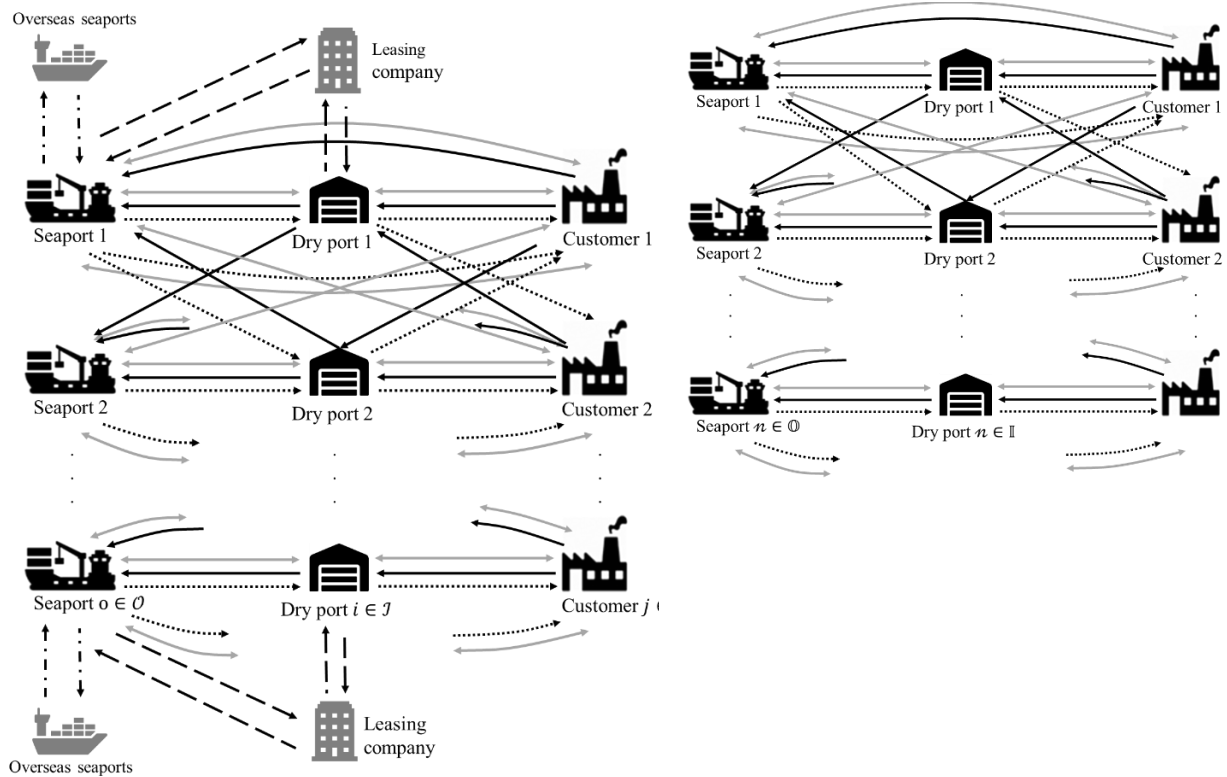 Overseas seaports
Leasing
company
Seaport 1
Dry port 1
Customer 1
Seaport 2
Dry port 2
Customer 2
Seaport o ∈ 𝒪
Dry port i ∈ ℐ
Customer j
Leasing
company
Overseas seaports
Seaport 1
Dry port 1
Customer 1
Seaport 2
Dry port 2
Customer 2
Seaport n ∈ 𝕆
Dry port n ∈ 𝕀